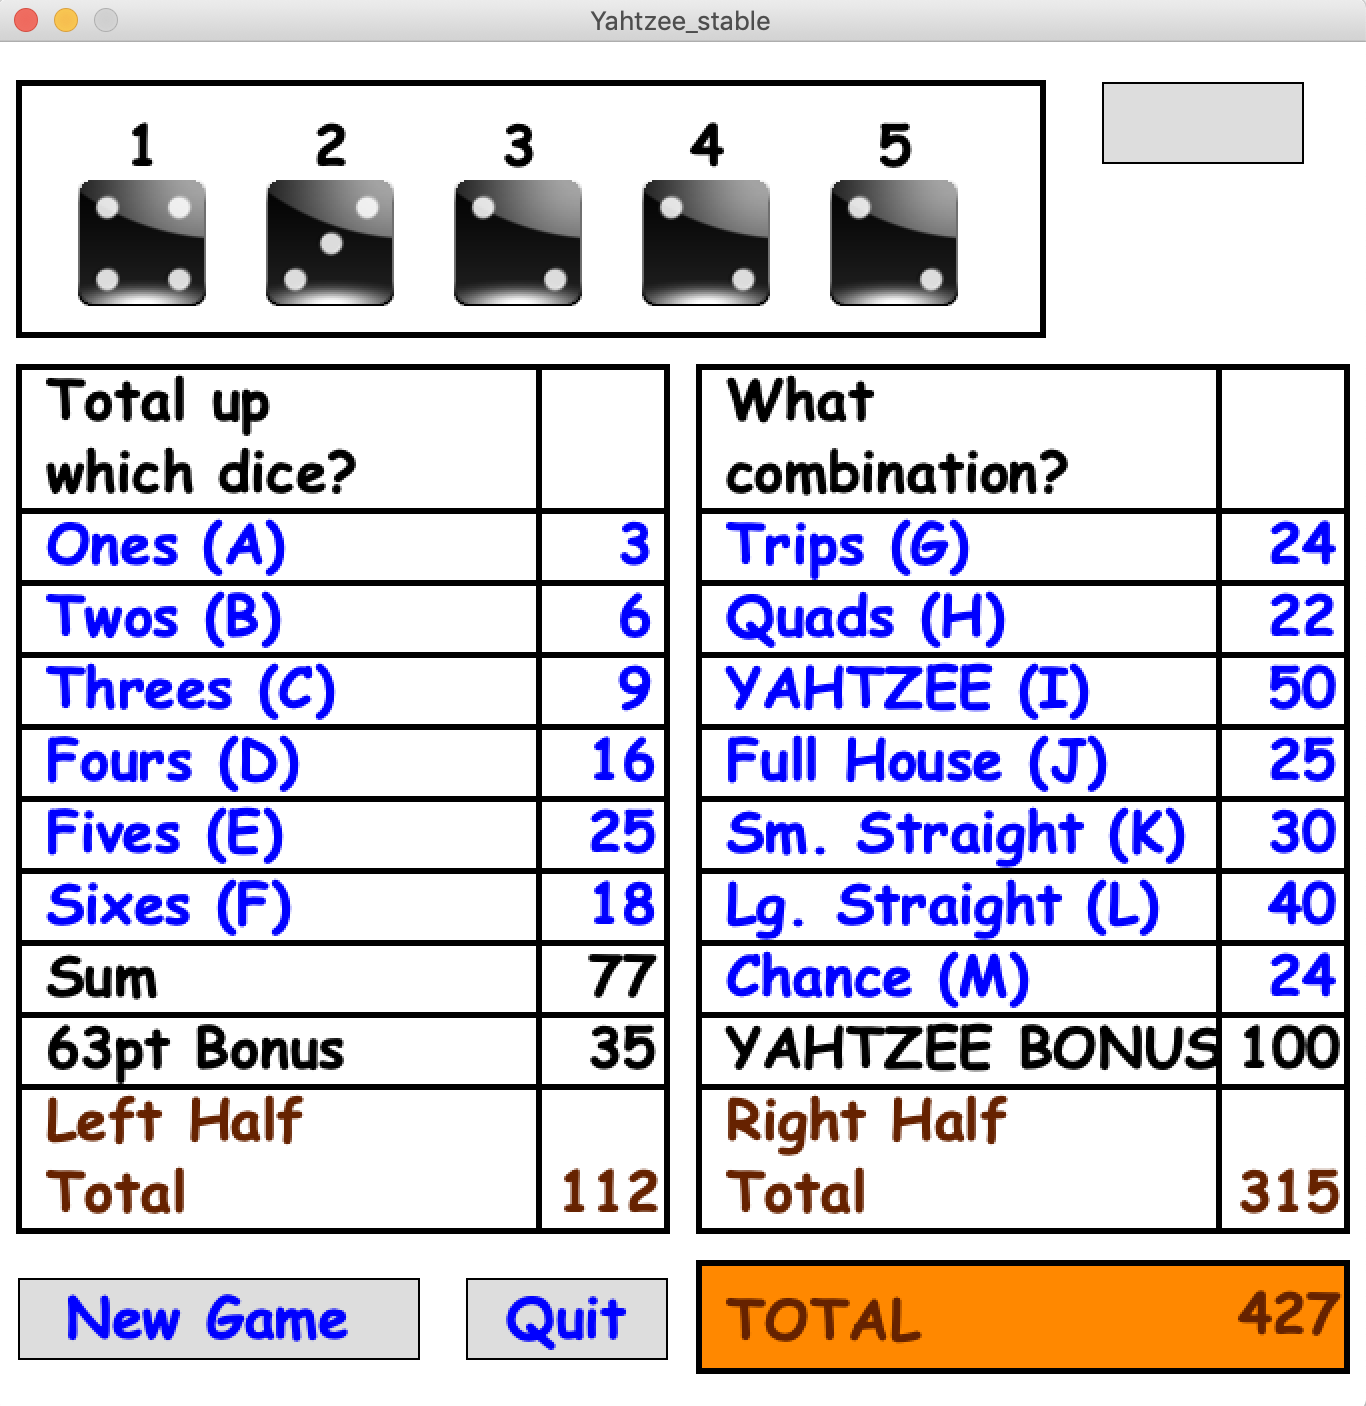 Yahtzee_stable
1 2 3 4 5
Total up
which dice?
Ones (A) 3
Twos (B) 6
Threes (C) 9
Fours (D) 16
Fives (E) 25
Sixes (F) 18
Sum 77
63pt Bonus 35
Left Half
Total 112
What
combination?
Trips (G) 24
Quads (H) 22
YAHTZEE (I) 50
Full House (J) 25
Sm. Straight (K) 30
Lg. Straight (L) 40
Chance (M) 24
YAHTZEE BONUS 100
Right Half
Total 315
New Game
Quit
TOTAL 427